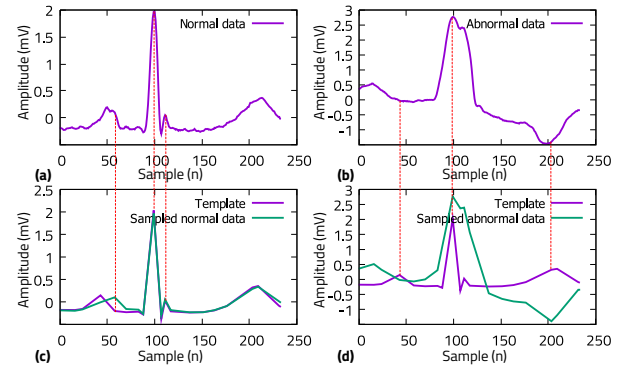 2
1.5
1
0.5
0
Amplitude (mV)
Normal data
0 50 100 150 200 250
(a)
Sample (n)
3
2.5
2
1.5
1
0.5
0
−0.5
−1
Amplitude (mV)
Abnormal data
0 50 100 150 200 250
(b)
Sample (n)
2.5
2
1.5
1
0.5
0
Amplitude (mV)
Template
Sampled normal data
0 50 100 150 200 250
(c)
Sample (n)
3
2.5
2
1.5
1
0.5
0
−0.5
−1
Amplitude (mV)
Template
Sampled abnormal data
0 50 100 150 200 250
(d)
Sample (n)